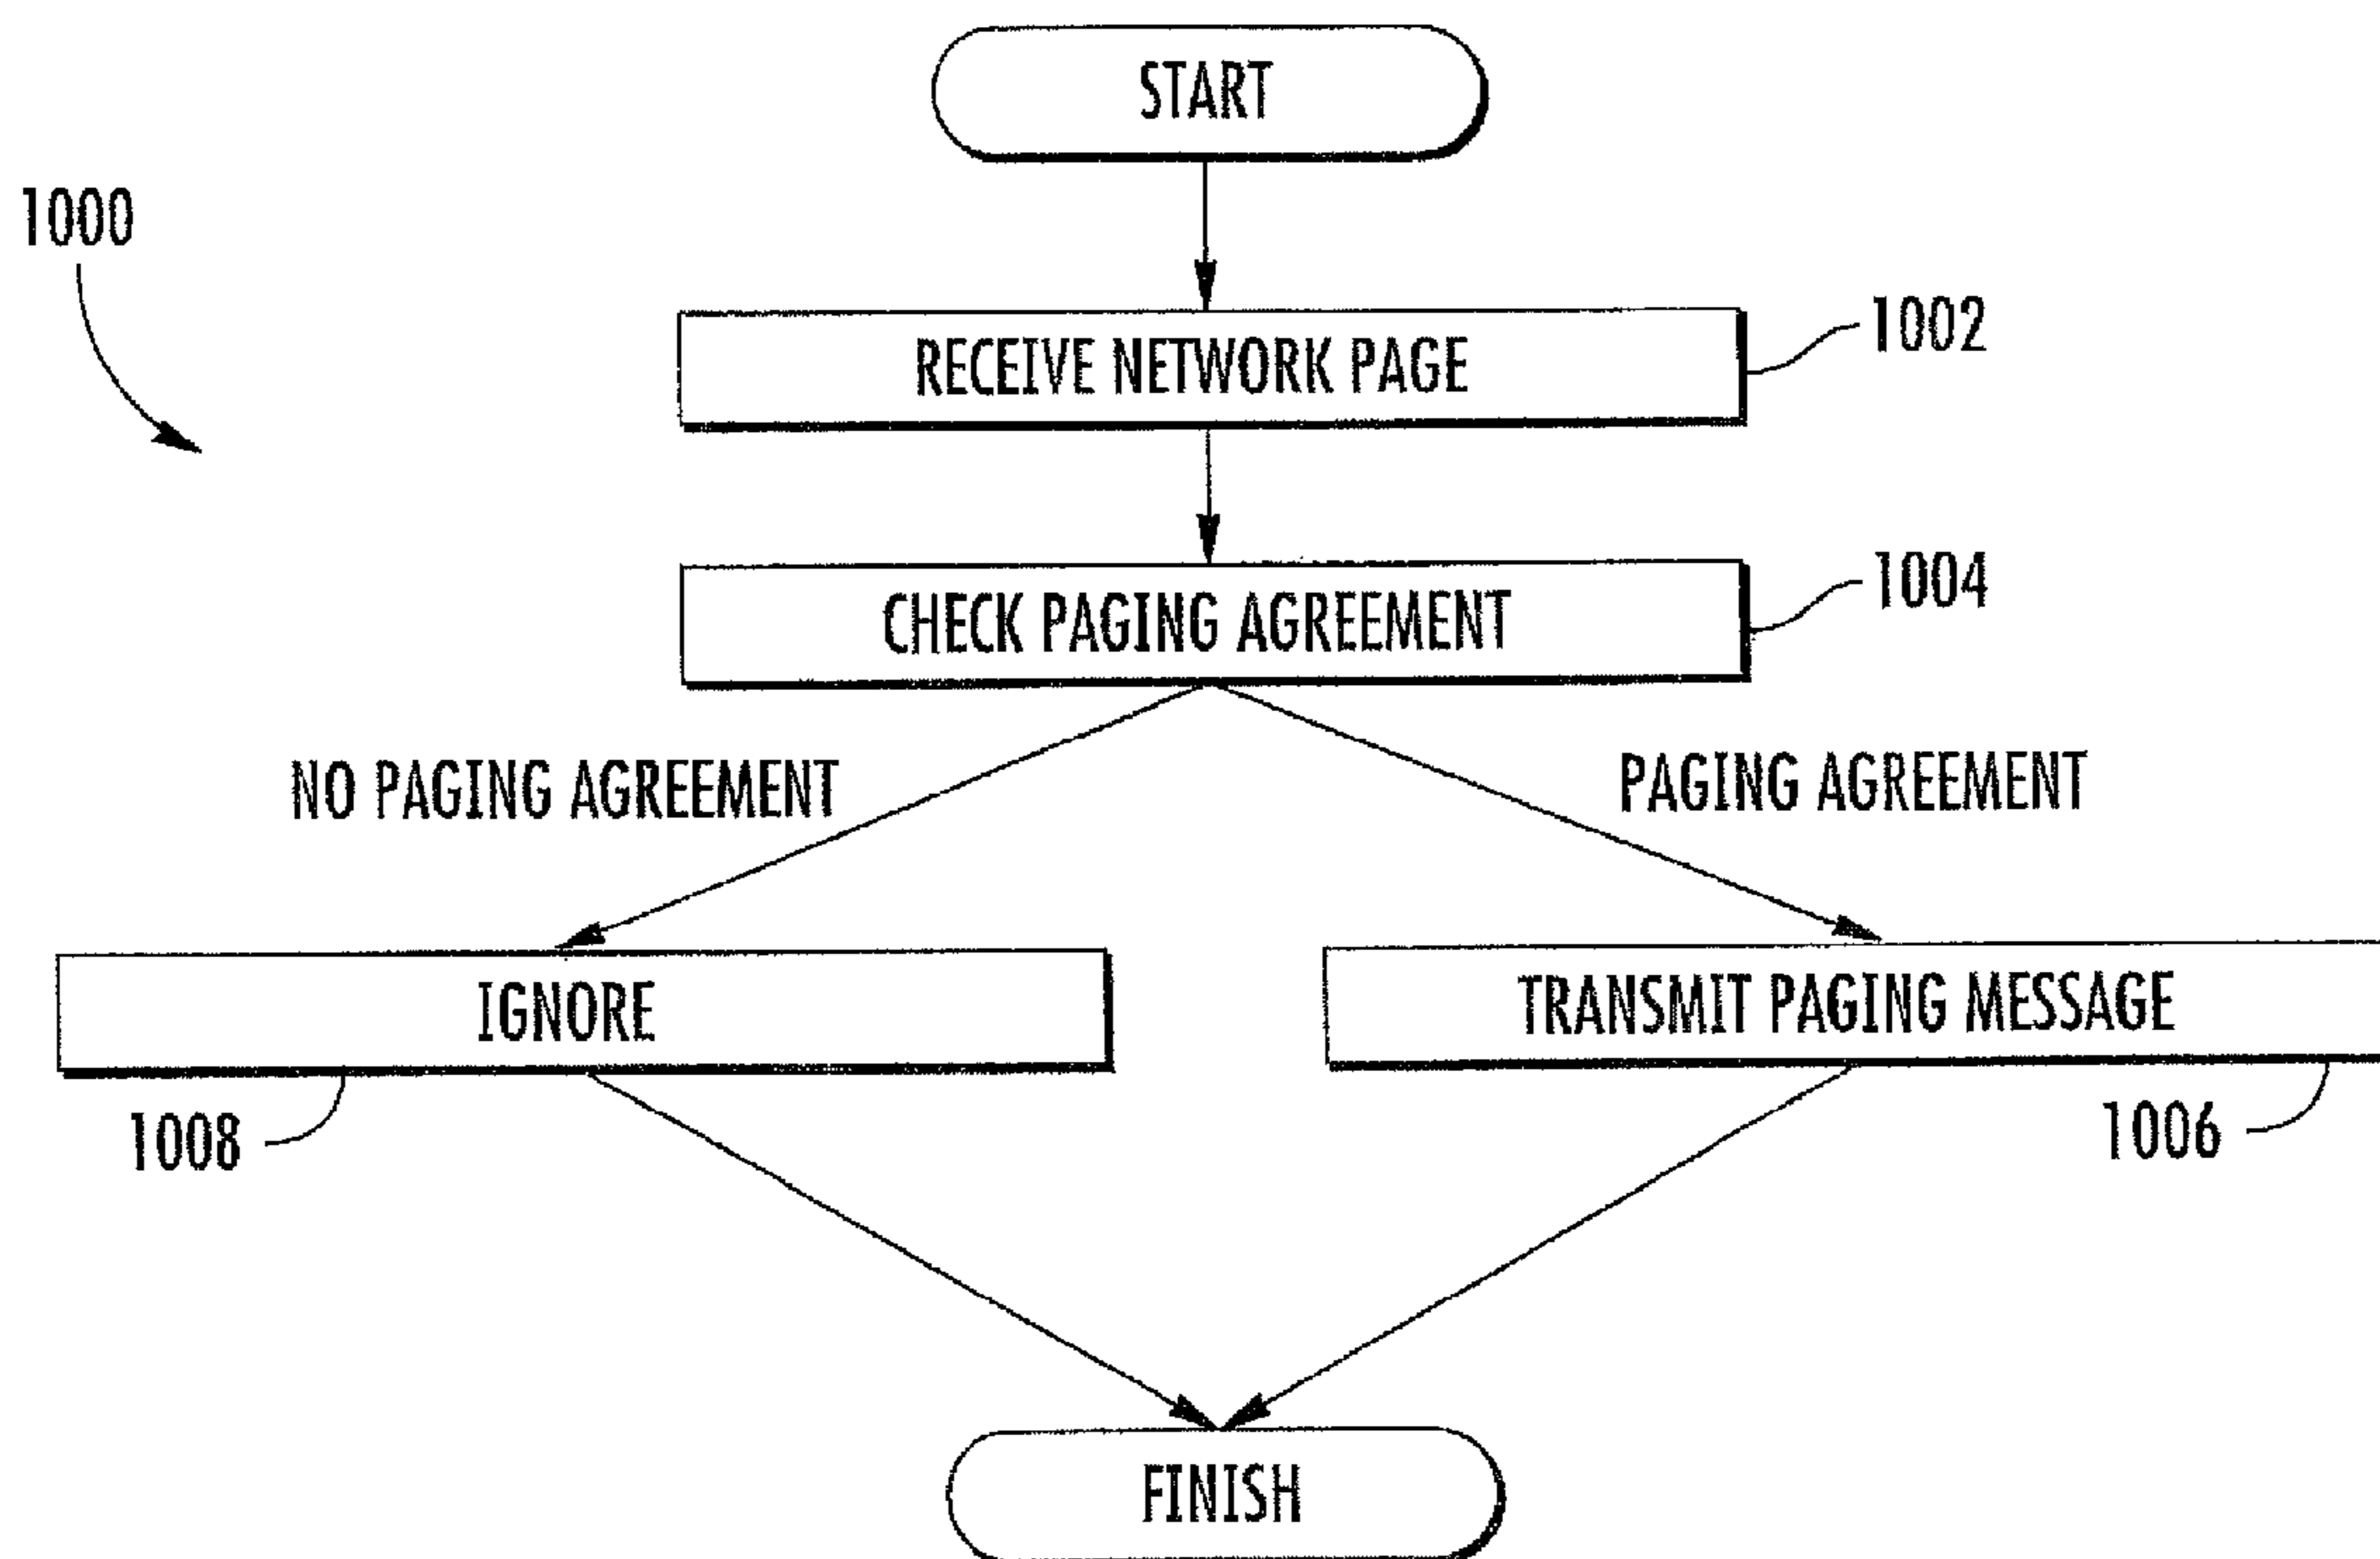 START
1000
RECEIVE NETWORK PAGE
1002
CHECK PAGING AGREEMENT
1004
NO PAGING AGREEMENT
PAGING AGREEMENT
IGNORE
TRANSMIT PAGING MESSAGE
1008
1006
FINISH